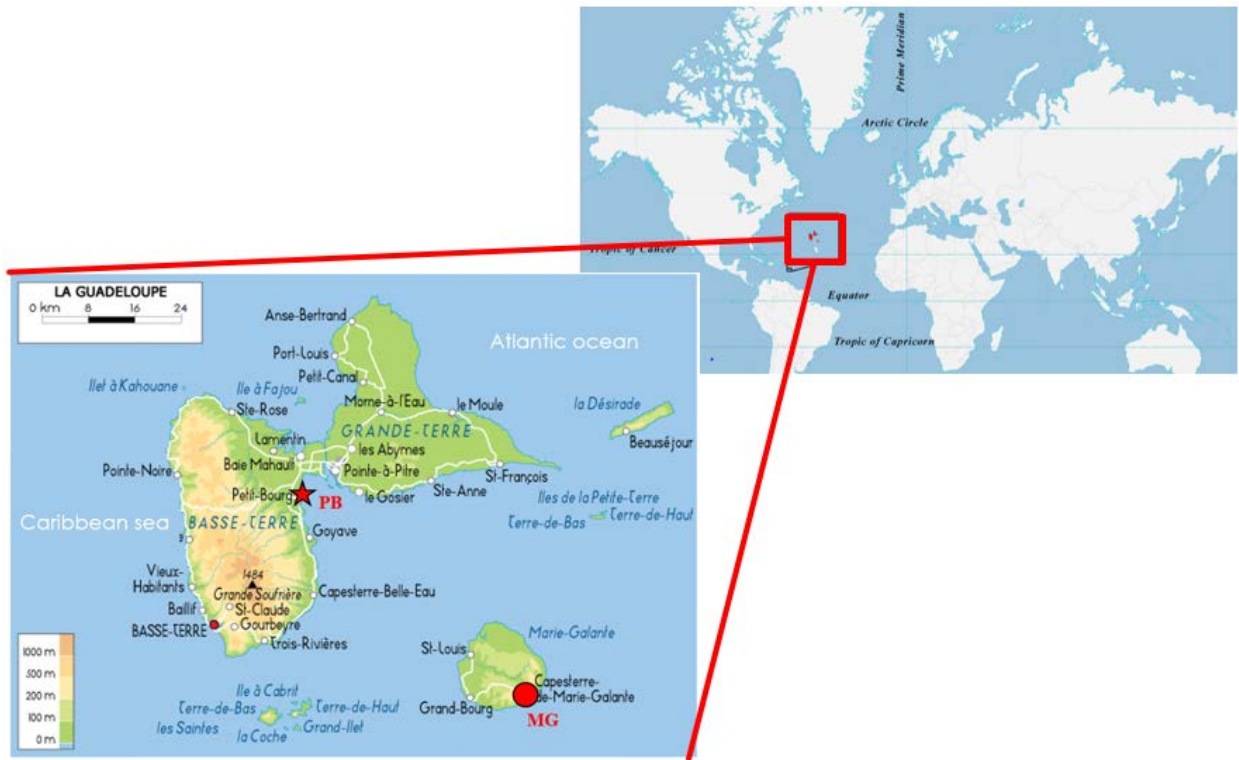 Prime Meridian
Arctic Circle
Tropic of Cancer
Equator
Tropic of Capricorn
LA GUADELOUPE
0 km 8 16 24
Anse-Bertrand
Atlantic ocean
Port-Louis
Petit-Canal
Ilet à Kahouane
Ile à Fajou
Ste-Rose
Morne-à-l'Eau
le Moule
la Désirade
GRANDE-TERRE
Lamentin
les Abymes
Beauséjour
Baie Mahault
Pointe-Noire
Pointe-à-Pitre
St-François
Ste-Anne
Petit-Bourg
le Gosier
PB
Iles de la Petite-Terre
Terre-de-Bas
Terre-de-Haut
Caribbean sea
BASSE-TERRE
Goyave
Vieux-
Habitants
1484
Grande Soufrière
Capesterre-Belle-Eau
Baillif
St-Claude
BASSE-TERRE
Gourbeyre
Trois-Rivières
Marie-Galante
St-Louis
1000 m
500 m
200 m
100 m
0 m
Capesterre-
de-Marie-Galante
Ile à Cabrit
Terre-de-Bas
Terre-de-Haut
Grand-Bourg
les Saintes
Grand-Ilet
la Coche
MG